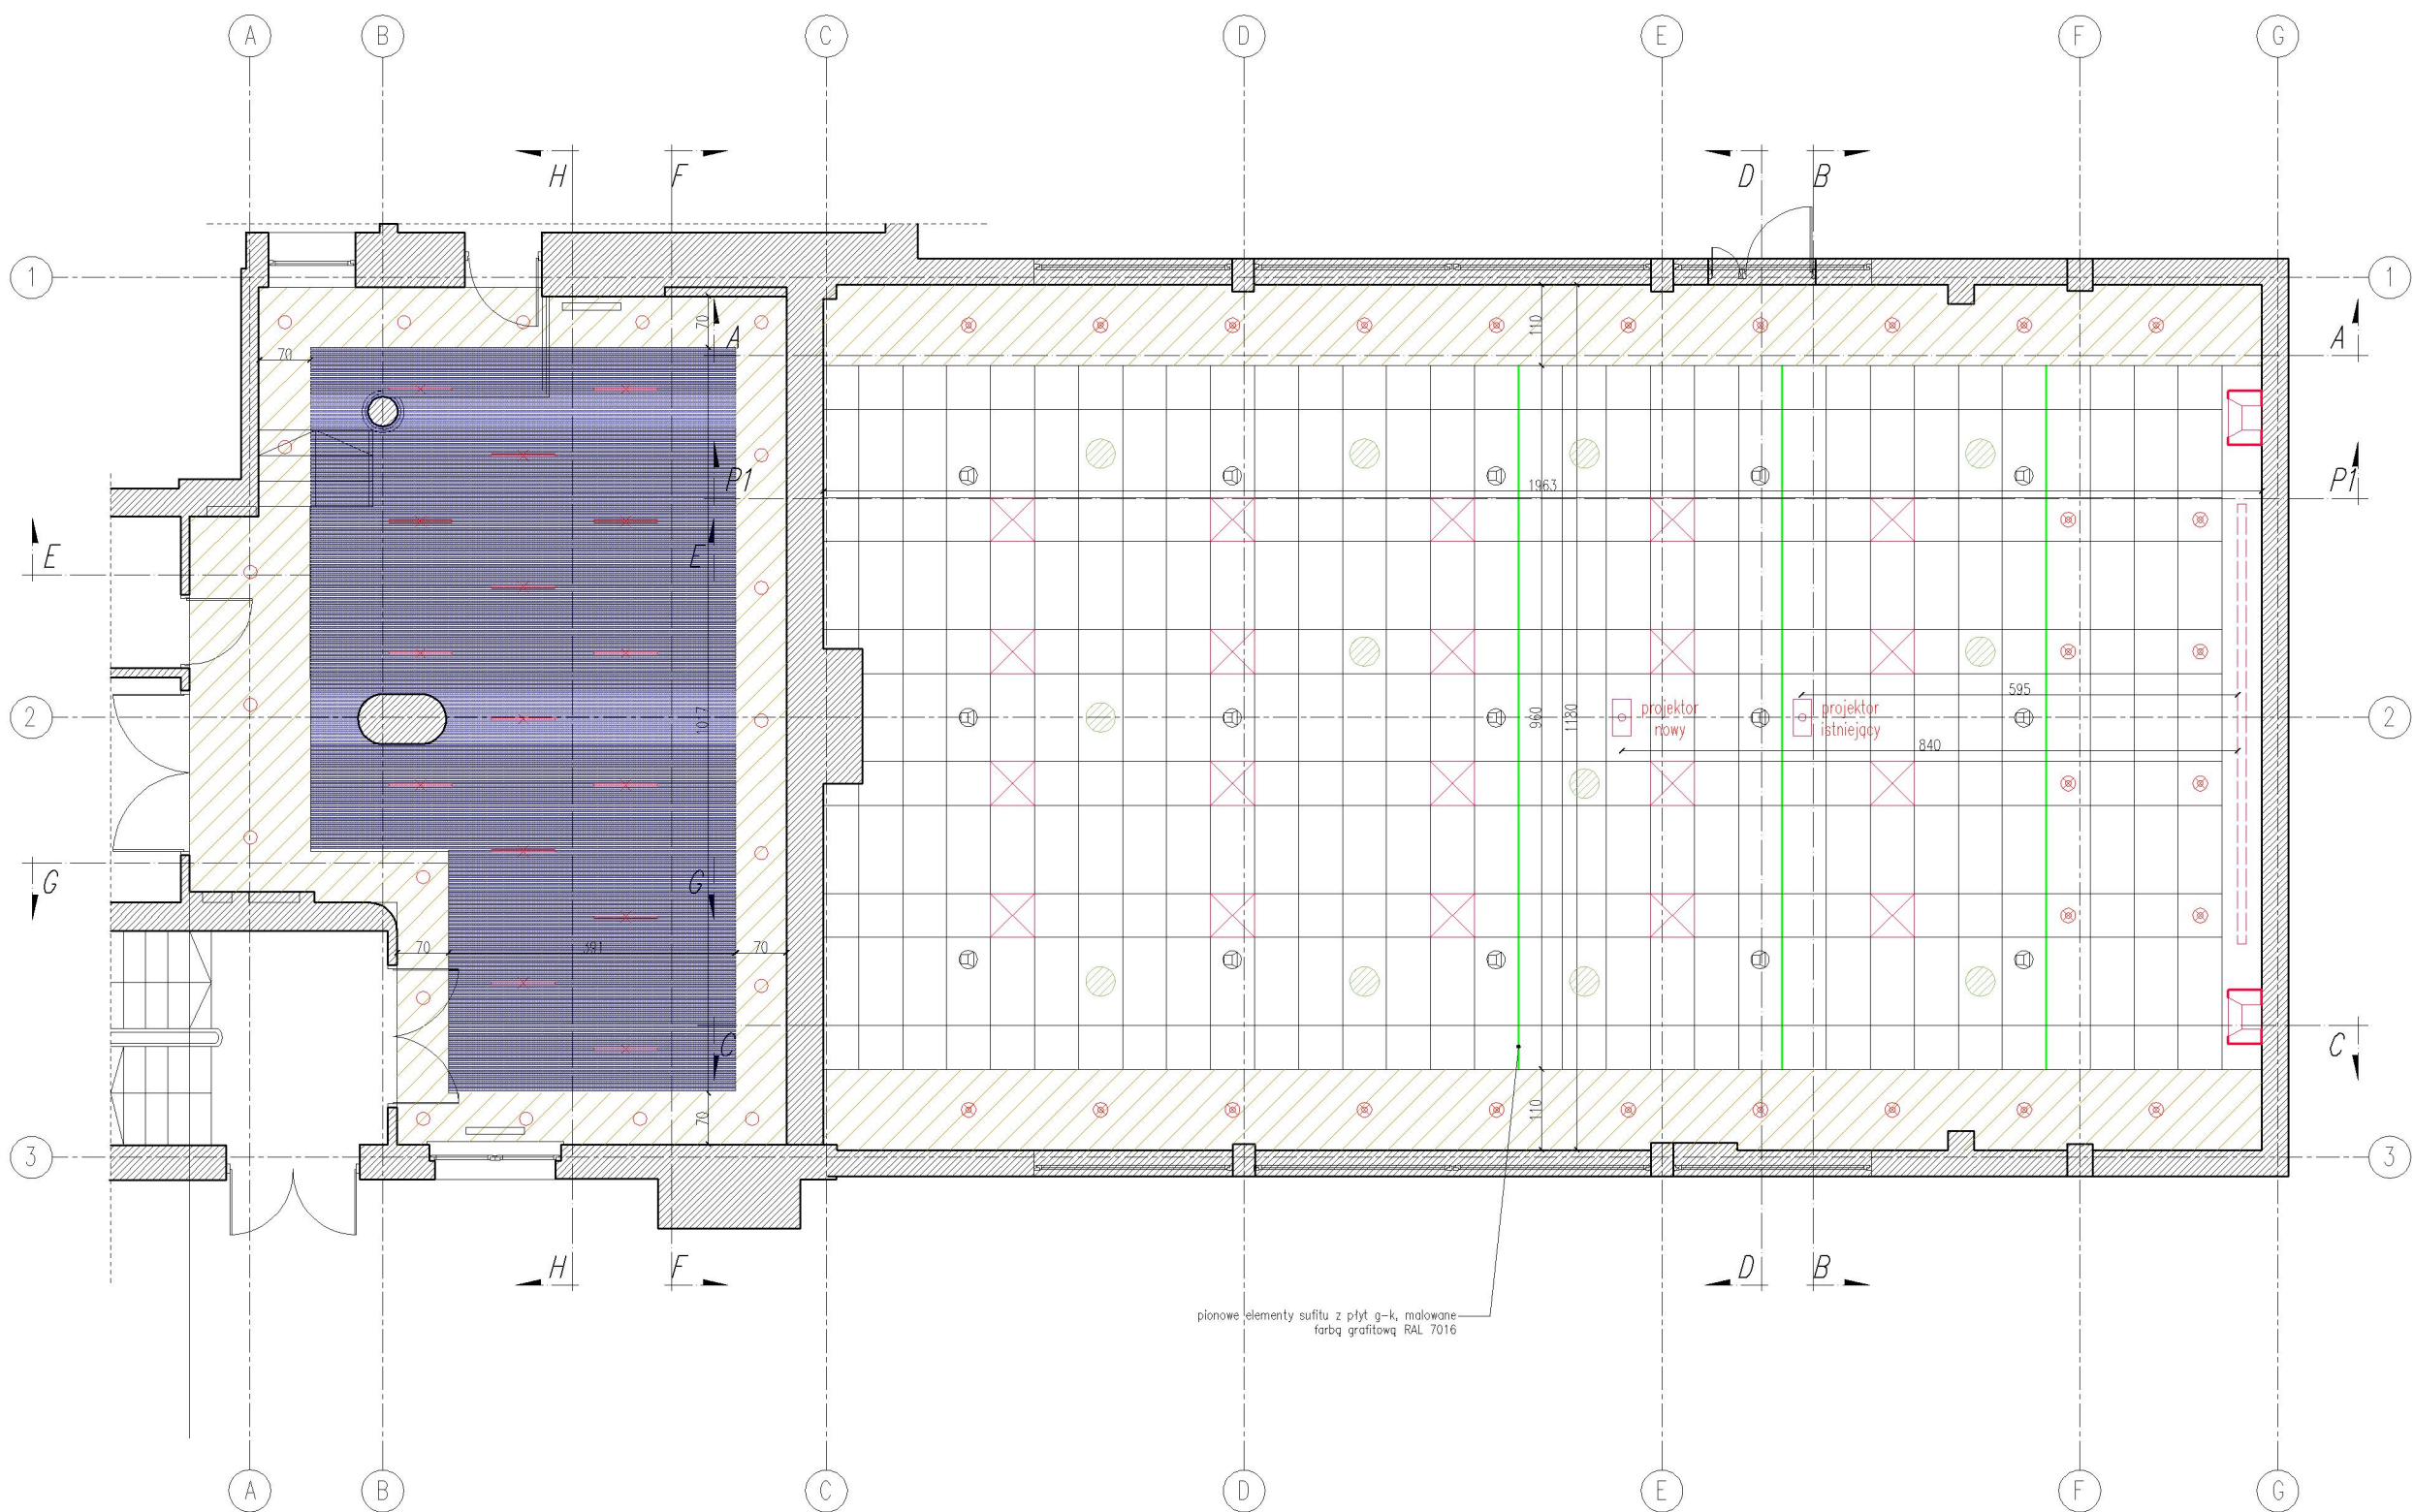 A B C D E F G
H F D B
1 1
70
110
A A
70
P1 P1
1963
E E
595
projektor
nowy
projektor
istniejący
2 2
1017
960
1180
840
G G
70 391 70
C C
70
110
3 3
H F D B
pionowe elementy sufitu z płyt g-k, malowane
farbą grafitową RAL 7016
A B C D E F G